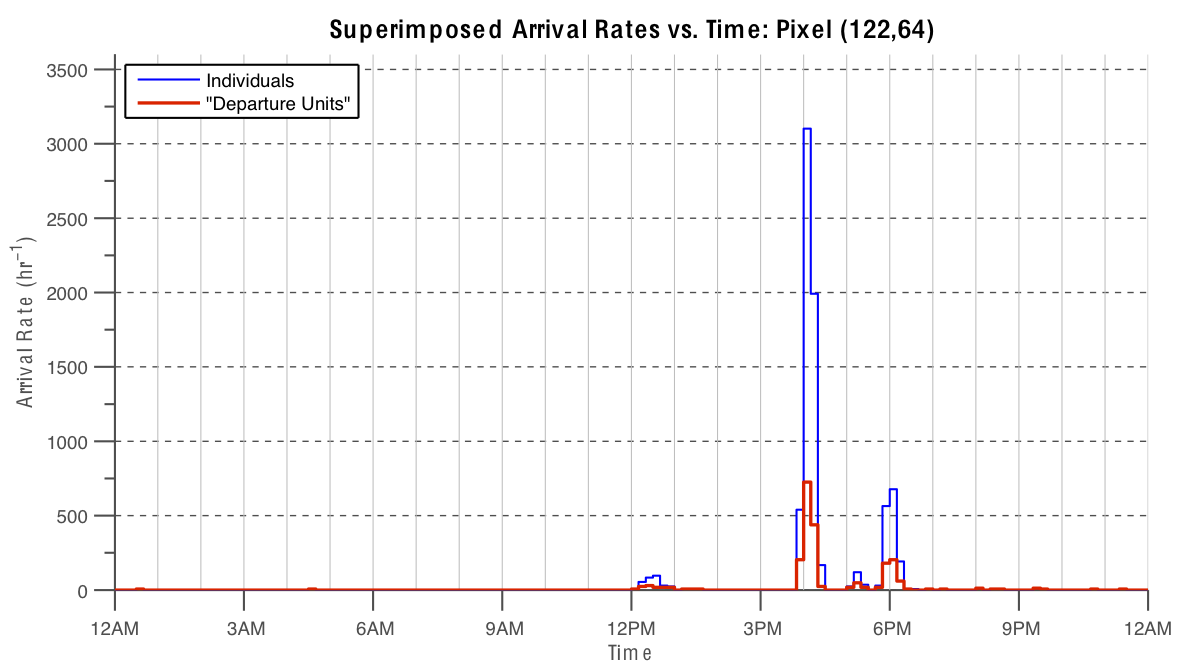 Superimposed Arrival Rates vs. Time: Pixel (122,64)
Individuals
"Departure Units"
Arrival Rate (hr⁻¹)
3500
3000
2500
2000
1500
1000
500
0
12AM 3AM 6AM 9AM 12PM 3PM 6PM 9PM 12AM
Time